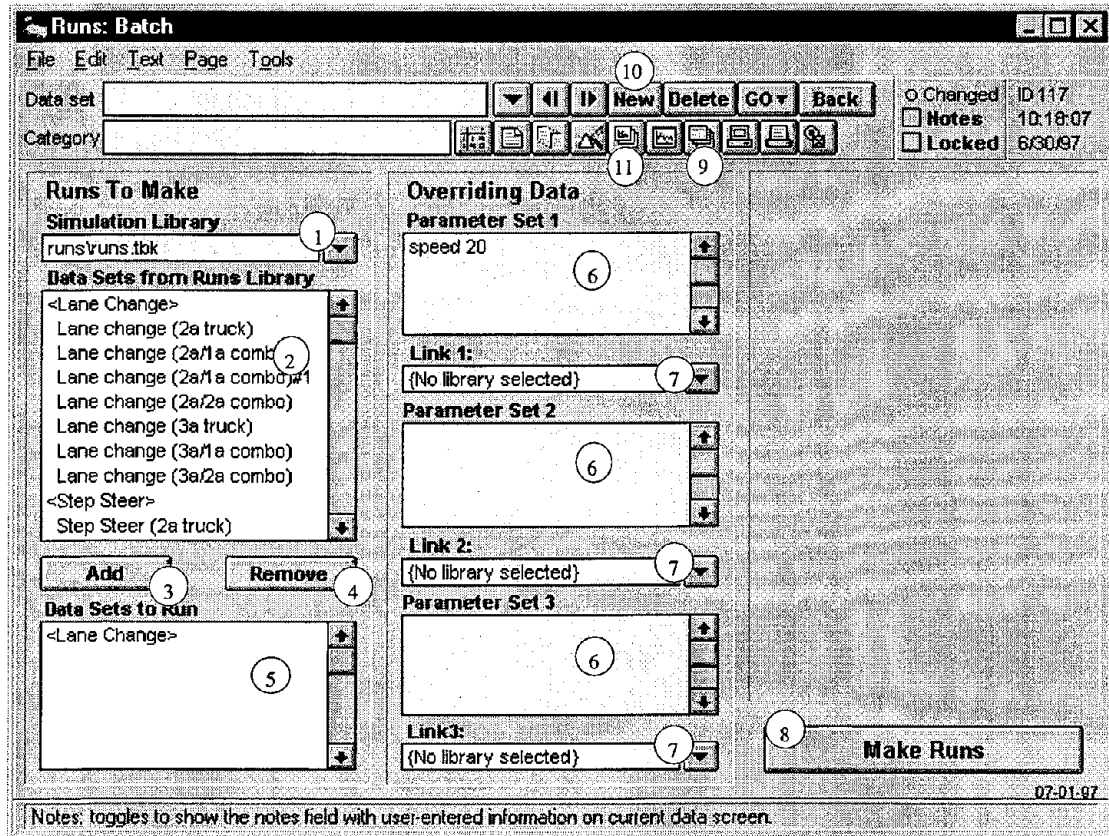 Runs: Batch
File Edit Text Page Tools
10
Data set New Delete GO Back
Changed ID 117
Notes 10:18:07
Category
Locked 6/30/97
11 9
Runs To Make
Simulation Library
runs\runs.tbk 1
Data Sets from Runs Library
<Lane Change>
Lane change (2a truck)
Lane change (2a/1a comb 2
Lane change (2a/1a combo)#1
Lane change (2a/2a combo)
Lane change (3a truck)
Lane change (3a/1a combo)
Lane change (3a/2a combo)
<Step Steer>
Step Steer (2a truck)
Add 3 Remove 4
Data Sets to Run
<Lane Change>
5
Overriding Data
Parameter Set 1
speed 20
6
Link 1:
{No library selected} 7
Parameter Set 2
6
Link 2:
{No library selected} 7
Parameter Set 3
6
Link3:
{No library selected} 7
8 Make Runs
07-01-97
Notes: toggles to show the notes field with user-entered information on current data screen.